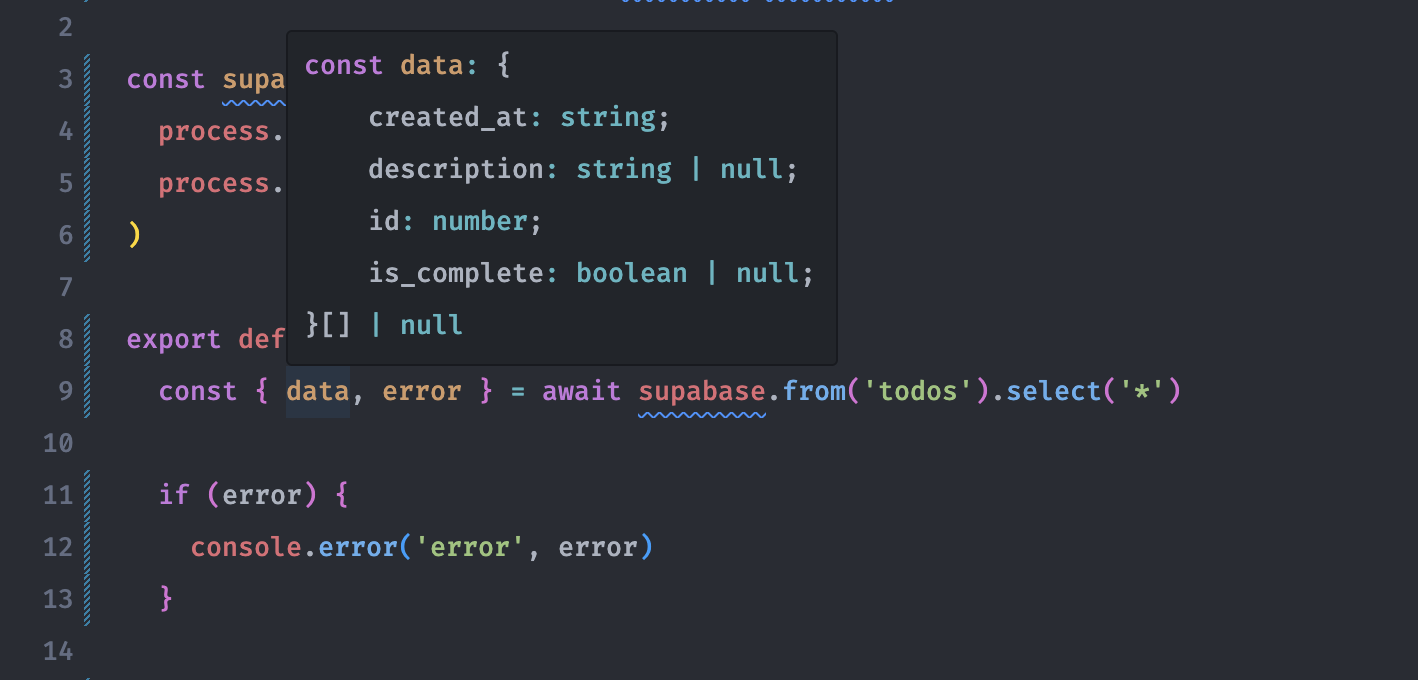 2
3 const supa
4 process.
5 process.
6 )
7
8 export def
const data: {
created_at: string;
description: string | null;
id: number;
is_complete: boolean | null;
}[] | null
9 const { data, error } = await supabase.from('todos').select('*')
10
11 if (error) {
12 console.error('error', error)
13 }
14